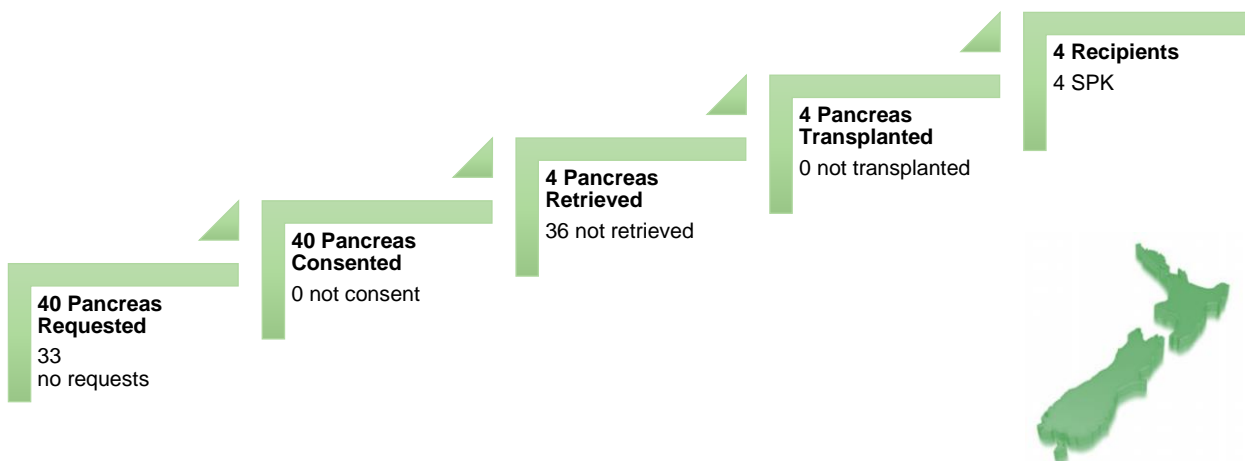 40 Pancreas
Requested
33
no requests
40 Pancreas
Consented
0 not consent
4 Pancreas
Retrieved
36 not retrieved
4 Pancreas
Transplanted
0 not transplanted
4 Recipients
4 SPK